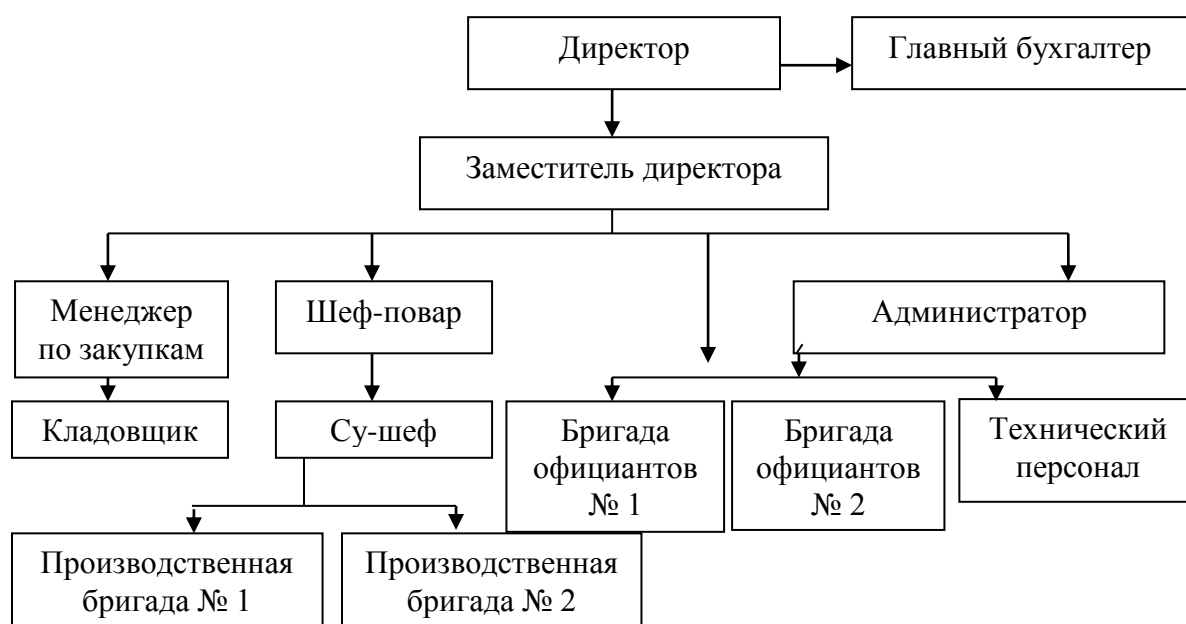 Директор
Главный бухгалтер
Заместитель директора
Менеджер
по закупкам
Шеф-повар
Администратор
Кладовщик
Су-шеф
Бригада
официантов
№ 1
Бригада
официантов
№ 2
Технический
персонал
Производственная
бригада № 1
Производственная
бригада № 2